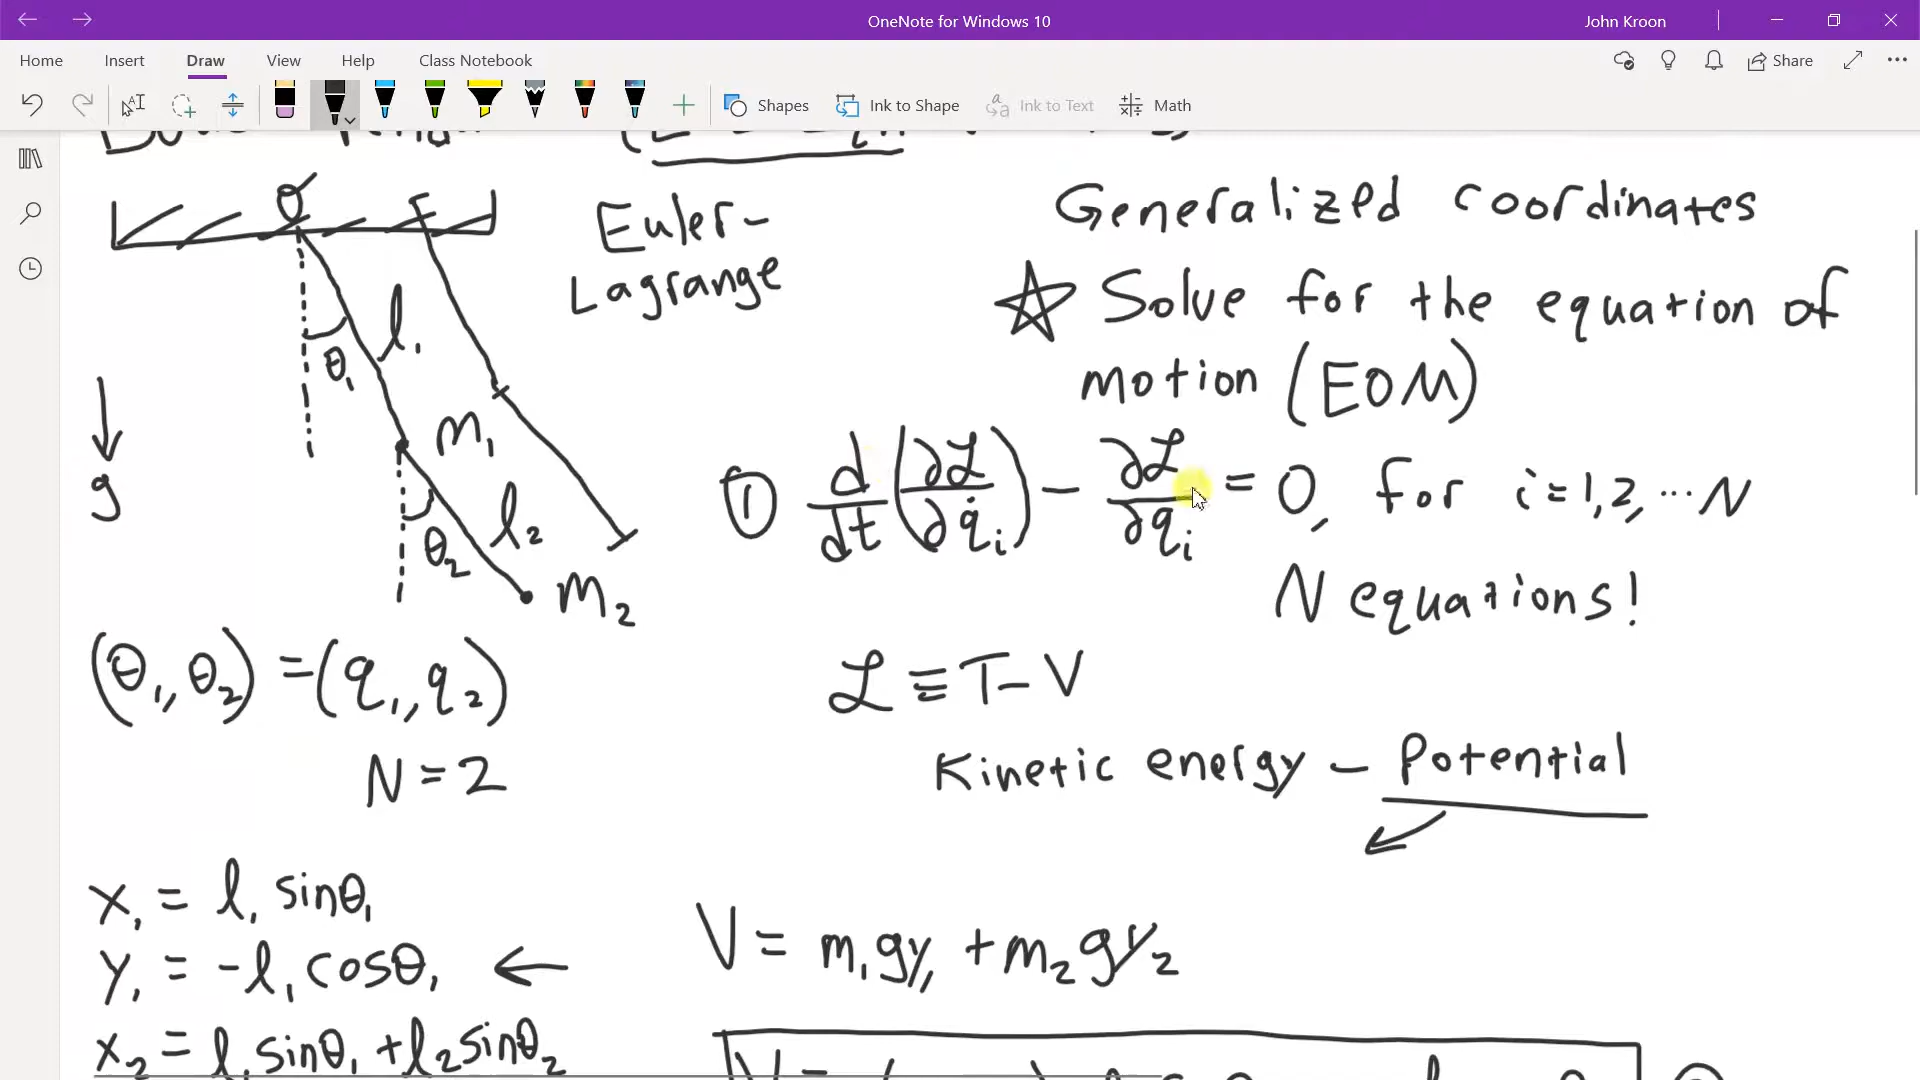 OneNote for Windows 10
John Kroon
Home Insert Draw View Help Class Notebook
Share
Shapes Ink to Shape Ink to Text Math
O
Euler-
Lagrange
Generalized coordinates
☆ Solve for the equation of
motion (EOM)
l₁
θ₁
m₁
g
l₂
θ₂
m₂
① d/dt (∂ℒ/∂q̇ᵢ) − ∂ℒ/∂qᵢ = 0, for i=1,2, ⋯ N
N equations!
(θ₁, θ₂) = (q₁, q₂)
N = 2
ℒ ≡ T − V
Kinetic energy − Potential
x₁ = l₁ sinθ₁
y₁ = -l₁ cosθ₁ ←
x₂ = l₁ sinθ₁ + l₂ sinθ₂
V = m₁gy₁ + m₂gy₂